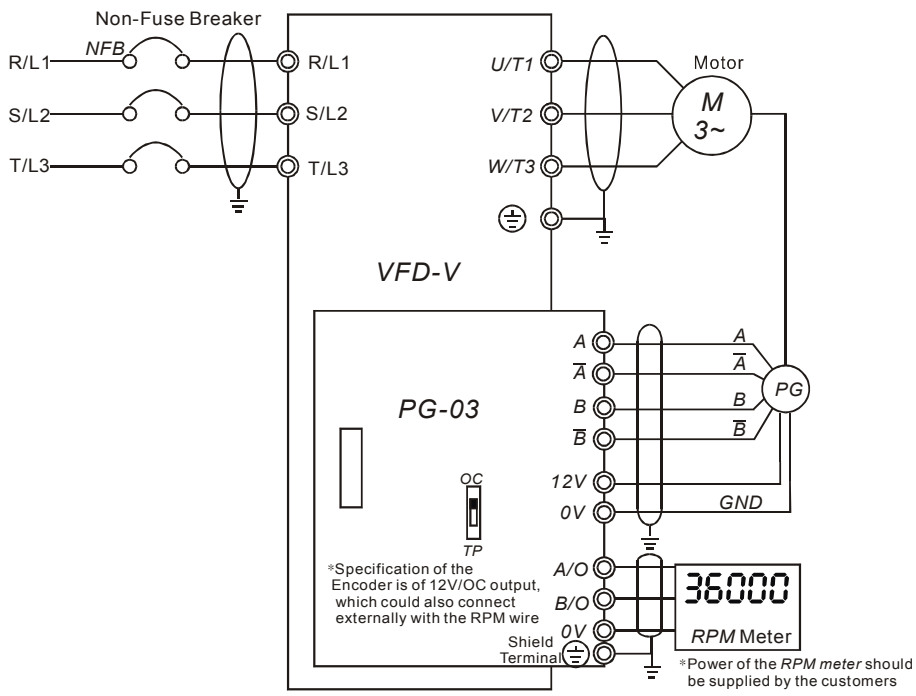 Non-Fuse Breaker
NFB
R/L1
R/L1
U/T1
Motor
S/L2
S/L2
V/T2
M
3~
T/L3
T/L3
W/T3
VFD-V
A
A
A̅
A̅
PG-03
B
B
PG
B̅
B̅
OC
12V
0V
GND
TP
*Specification of the
Encoder is of 12V/OC output,
which could also connect
externally with the RPM wire
A/O
36000
B/O
0V
RPM Meter
Shield
Terminal
*Power of the RPM meter should
be supplied by the customers